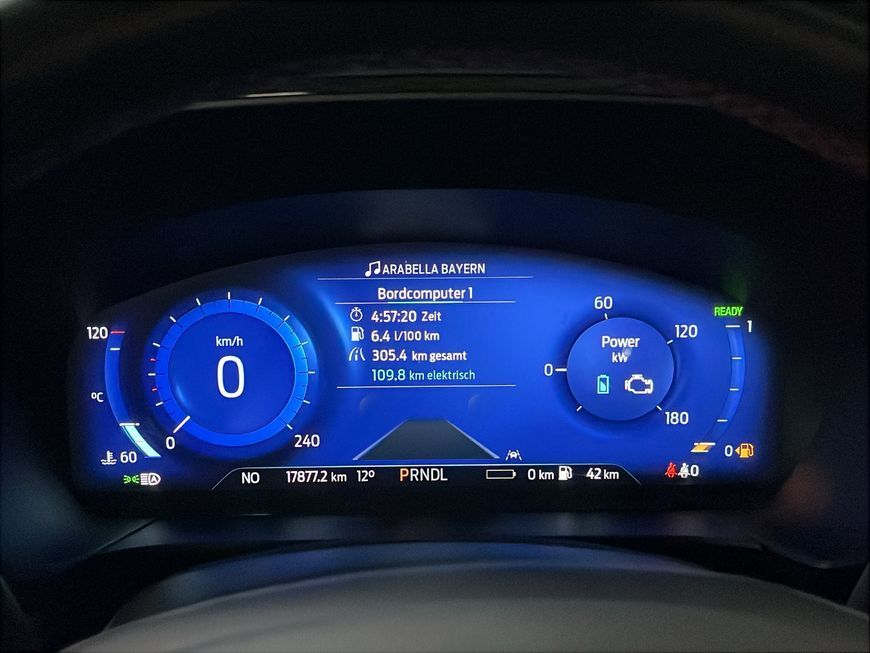 ARABELLA BAYERN
Bordcomputer 1
4:57:20 Zeit
6.4 l/100 km
305.4 km gesamt
109.8 km elektrisch
120
°C
60
km/h
0
0
240
60
0
120
180
Power
kW
READY
1
0
A
NO 17877.2 km 12° PRNDL 0 km 42 km
0